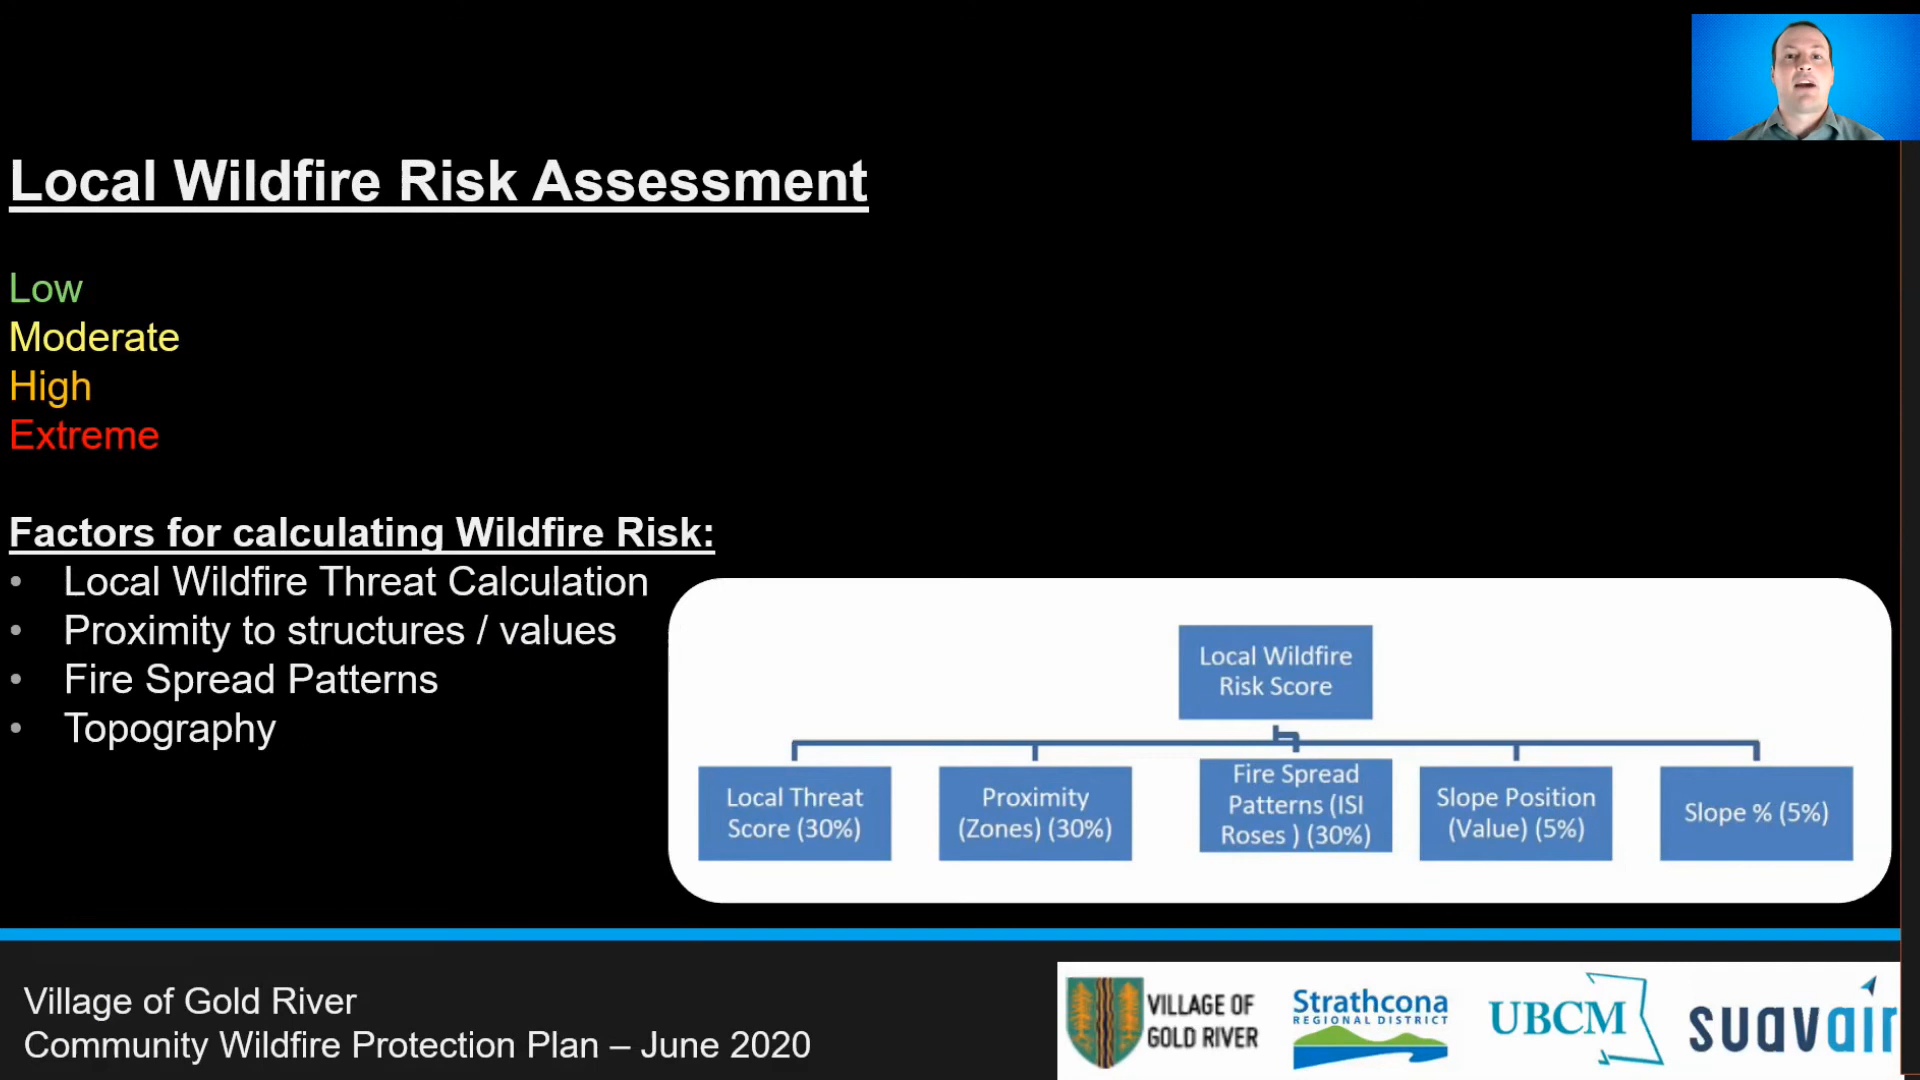 Local Wildfire Risk Assessment
Low
Moderate
High
Extreme
Factors for calculating Wildfire Risk:
• Local Wildfire Threat Calculation
• Proximity to structures / values
• Fire Spread Patterns
• Topography
Local Wildfire
Risk Score
Local Threat
Score (30%)
Proximity
(Zones) (30%)
Fire Spread
Patterns (ISI
Roses ) (30%)
Slope Position
(Value) (5%)
Slope % (5%)
Village of Gold River
Community Wildfire Protection Plan – June 2020
VILLAGE OF
GOLD RIVER
Strathcona
REGIONAL DISTRICT
UBCM
suavair